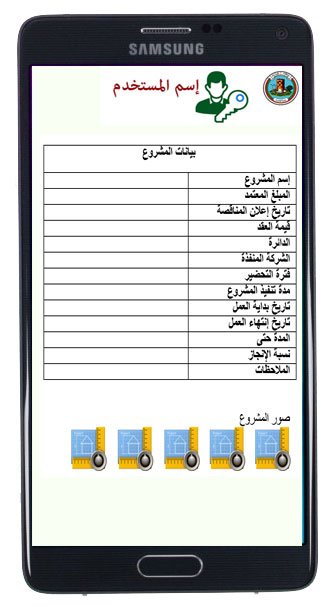 SAMSUNG
إسم المستخدم
بيانات المشروع
إسم المشروع
المبلغ المعتمد
تاريخ إعلان المناقصة
قيمة العقد
الدائرة
الشركة المنفذة
فترة التحضير
مدة تنفيذ المشروع
تاريخ بداية العمل
تاريخ إنتهاء العمل
المدة حتى
نسبة الإنجاز
الملاحظات
صور المشروع